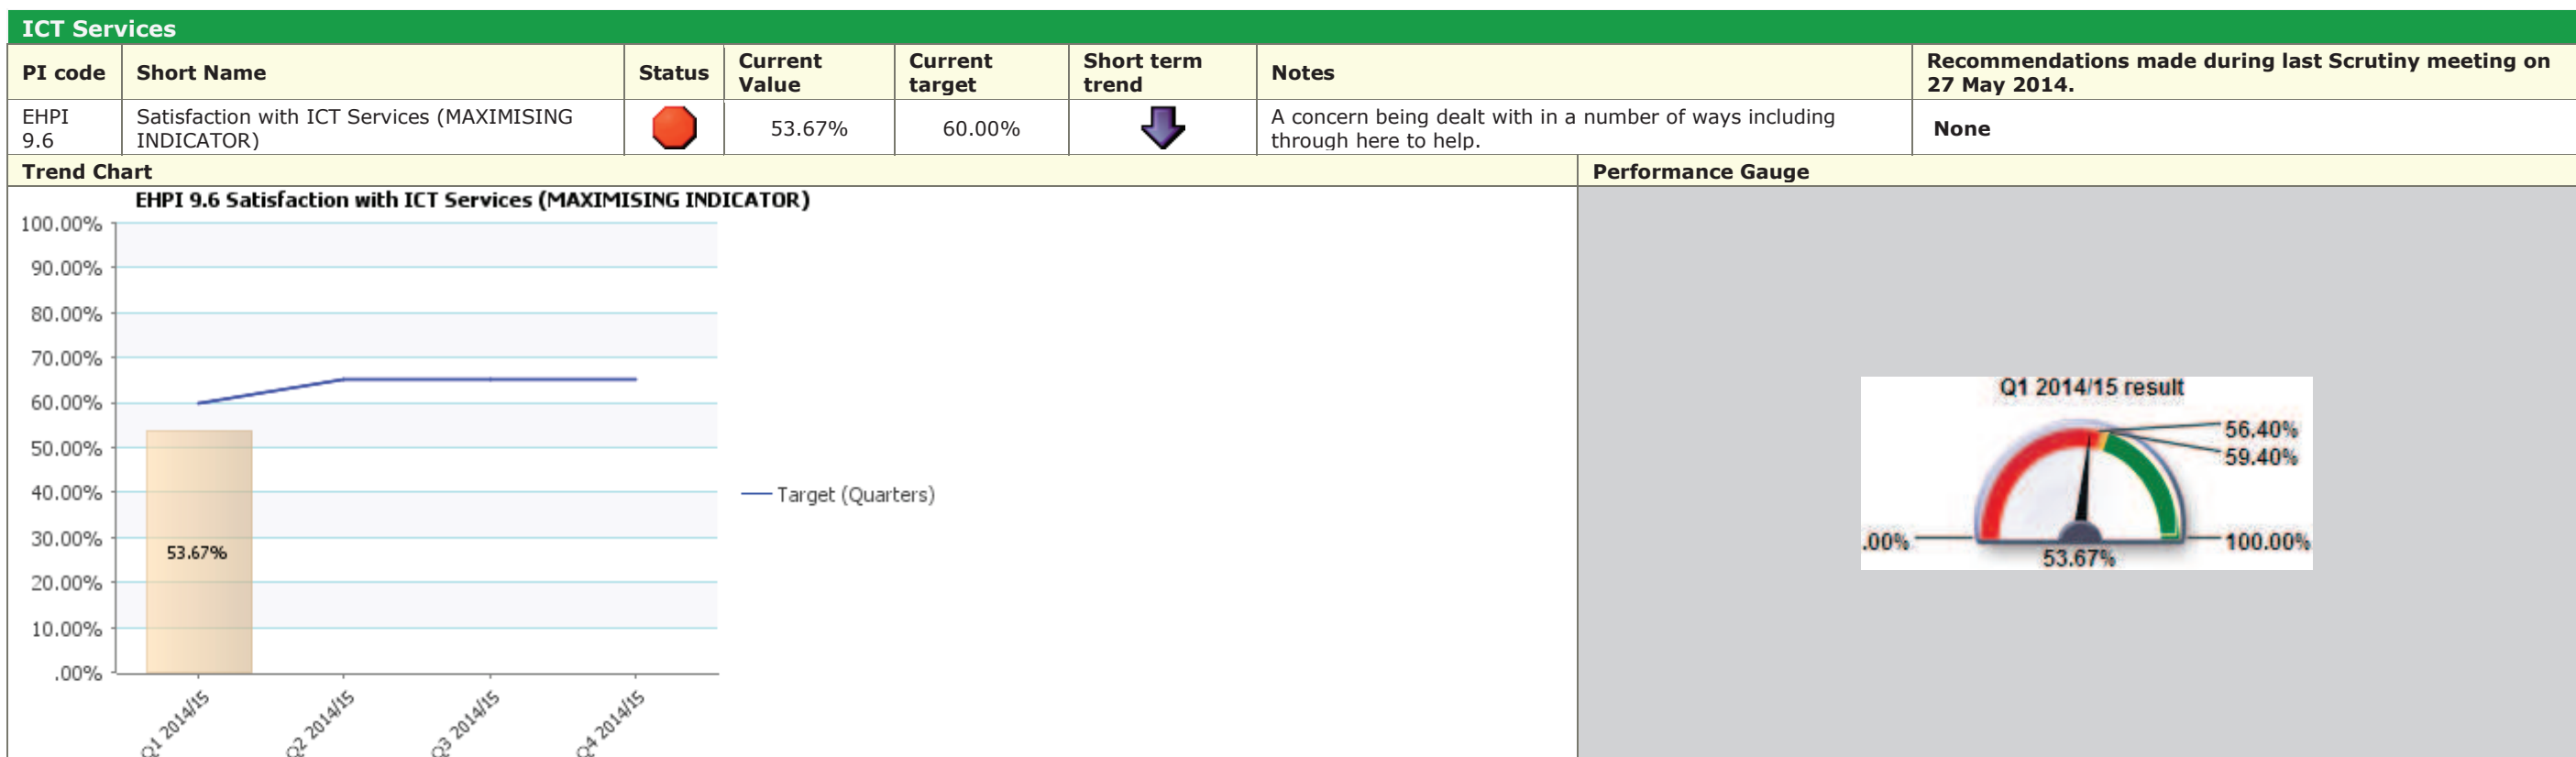 ICT Services
PI code
Short Name
Status
Current
Value
Current
target
Short term
trend
Notes
Recommendations made during last Scrutiny meeting on
27 May 2014.
EHPI
9.6
Satisfaction with ICT Services (MAXIMISING
INDICATOR)
53.67%
60.00%
A concern being dealt with in a number of ways including
through here to help.
None
Trend Chart
Performance Gauge
EHPI 9.6 Satisfaction with ICT Services (MAXIMISING INDICATOR)
100.00%
90.00%
80.00%
70.00%
60.00%
50.00%
40.00%
30.00%
20.00%
10.00%
.00%
53.67%
Q1 2014/15
Q2 2014/15
Q3 2014/15
Q4 2014/15
Target (Quarters)
Q1 2014/15 result
56.40%
59.40%
.00%
100.00%
53.67%